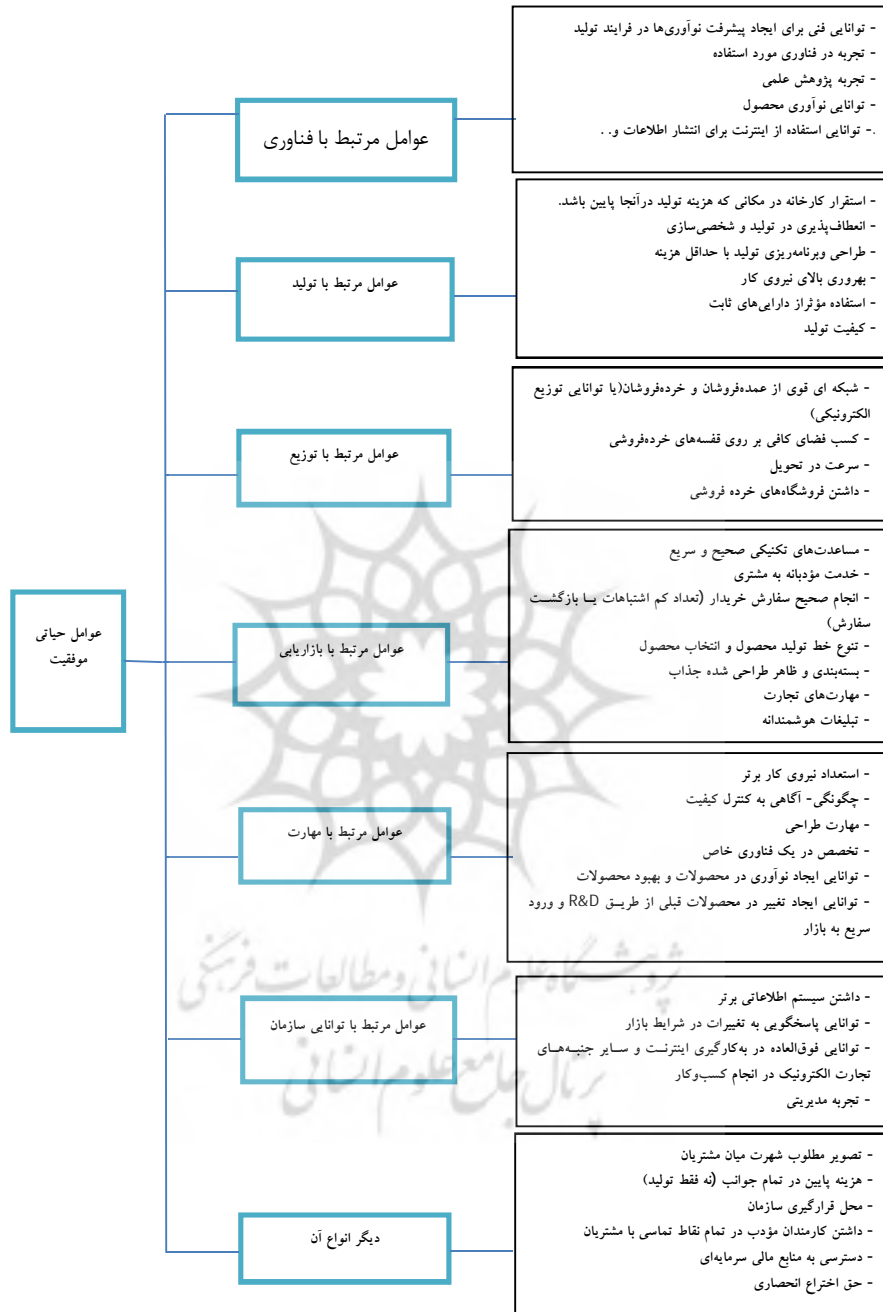 عوامل حیاتی
موفقیت
عوامل مرتبط با فناوری
- توانایی فنی برای ایجاد پیشرفت نوآوری‌ها در فرایند تولید
- تجربه در فناوری مورد استفاده
- تجربه پژوهش علمی
- توانایی نوآوری محصول
.- توانایی استفاده از اینترنت برای انتشار اطلاعات و. .
عوامل مرتبط با تولید
- استقرار کارخانه در مکانی که هزینه تولید درآنجا پایین باشد.
- انعطاف‌پذیری در تولید و شخصی‌سازی
- طراحی وبرنامه‌ریزی تولید با حداقل هزینه
- بهروری بالای نیروی کار
- استفاده مؤثراز دارایی‌های ثابت
- کیفیت تولید
عوامل مرتبط با توزیع
- شبکه ای قوی از عمده‌فروشان و خرده‌فروشان(یا توانایی توزیع
الکترونیکی)
- کسب فضای کافی بر روی قفسه‌های خرده‌فروشی
- سرعت در تحویل
- داشتن فروشگاه‌های خرده فروشی
عوامل مرتبط با بازاریابی
- مساعدت‌های تکنیکی صحیح و سریع
- خدمت مؤدبانه به مشتری
- انجام صحیح سفارش خریدار (تعداد کم اشتباهات یـا بازگشـت
سفارش)
- تنوع خط تولید محصول و انتخاب محصول
- بسته‌بندی و ظاهر طراحی شده جذاب
- مهارت‌های تجارت
- تبلیغات هوشمندانه
عوامل مرتبط با مهارت
- استعداد نیروی کار برتر
- چگونگی- آگاهی به کنترل کیفیت
- مهارت طراحی
- تخصص در یک فناوری خاص
- توانایی ایجاد نوآوری در محصولات و بهبود محصولات
- توانایی ایجاد تغییر در محصولات قبلی از طریـق R&D و ورود
سریع به بازار
عوامل مرتبط با توانایی سازمان
- داشتن سیستم اطلاعاتی برتر
- توانایی پاسخگویی به تغییرات در شرایط بازار
- توانایی فوق‌العاده در به‌کارگیری اینترنـت و سـایر جنبـه‌هـای
تجارت الکترونیک در انجام کسب‌وکار
- تجربه مدیریتی
دیگر انواع آن
- تصویر مطلوب شهرت میان مشتریان
- هزینه پایین در تمام جوانب (نه فقط تولید)
- محل قرارگیری سازمان
- داشتن کارمندان مؤدب در تمام نقاط تماسی با مشتریان
- دسترسی به منابع مالی سرمایه‌ای
- حق اختراع انحصاری
پژوهشگاه علوم انسانی و مطالعات فرهنگی
پرتال جامع علوم انسانی